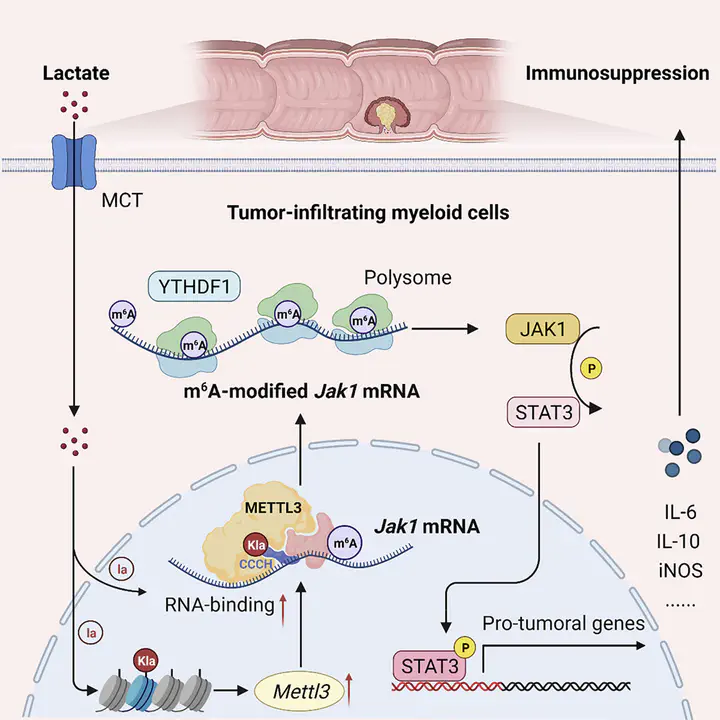 Lactate
Immunosuppression
MCT
Tumor-infiltrating myeloid cells
YTHDF1
Polysome
m⁶A
m⁶A
m⁶A
m⁶A
JAK1
P
STAT3
m⁶A-modified Jak1 mRNA
METTL3
Kla
CCCH
m⁶A
Jak1 mRNA
la
RNA-binding
IL-6
IL-10
iNOS
......
la
Kla
Mettl3
Pro-tumoral genes
STAT3
P